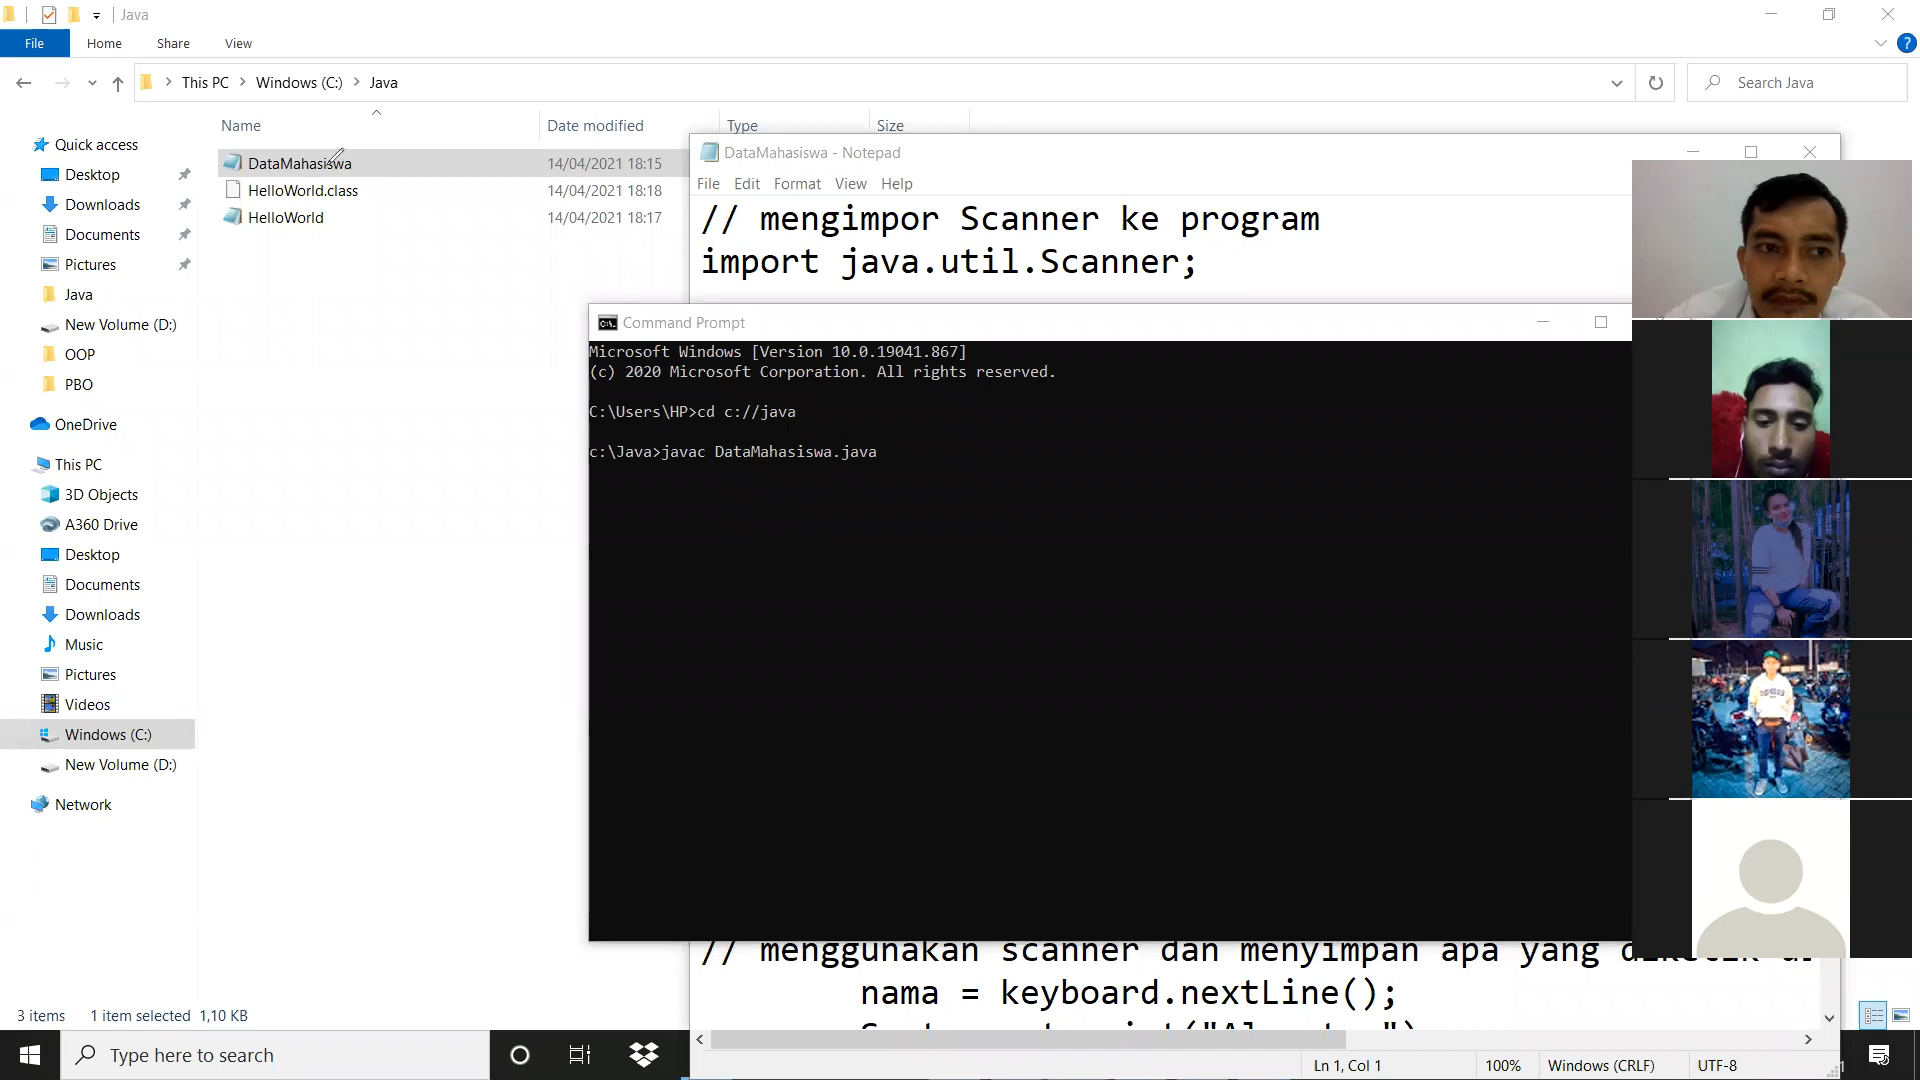 Java
File
Home
Share
View
?
This PC
Windows (C:)
Java
Search Java
Name
Date modified
Type
Size
Quick access
Desktop
Downloads
Documents
Pictures
Java
New Volume (D:)
OOP
PBO
OneDrive
This PC
3D Objects
A360 Drive
Desktop
Documents
Downloads
Music
Pictures
Videos
Windows (C:)
New Volume (D:)
Network
DataMahasiswa 14/04/2021 18:15
HelloWorld.class 14/04/2021 18:18
HelloWorld 14/04/2021 18:17
DataMahasiswa - Notepad
File Edit Format View Help
// mengimpor Scanner ke program
import java.util.Scanner;
Command Prompt
Microsoft Windows [Version 10.0.19041.867]
(c) 2020 Microsoft Corporation. All rights reserved.
C:\Users\HP>cd c://java
c:\Java>javac DataMahasiswa.java
// menggunakan scanner dan menyimpan apa yang
nama = keyboard.nextLine();
Ln 1, Col 1
100%
Windows (CRLF)
UTF-8
3 items
1 item selected 1,10 KB
Type here to search